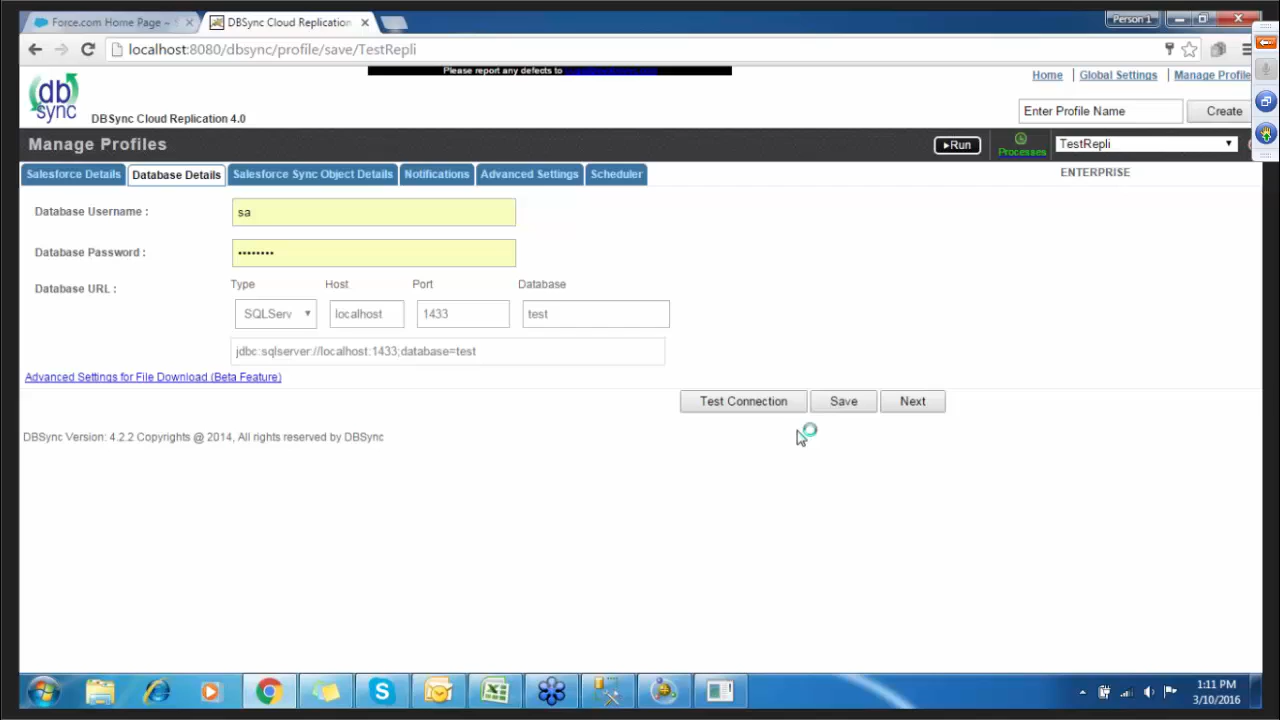 Force.com Home Page ~
DBSync Cloud Replication
Person 1
localhost:8080/dbsync/profile/save/TestRepli
Please report any defects to
Home | Global Settings | Manage Profile
db sync
DBSync Cloud Replication 4.0
Enter Profile Name
Create
Manage Profiles
Run
Processes
TestRepli
Salesforce Details
Database Details
Salesforce Sync Object Details
Notifications
Advanced Settings
Scheduler
ENTERPRISE
Database Username :
sa
Database Password :
••••••••
Database URL :
Type
Host
Port
Database
SQLServ
localhost
1433
test
jdbc:sqlserver://localhost:1433;database=test
Advanced Settings for File Download (Beta Feature)
Test Connection
Save
Next
DBSync Version: 4.2.2 Copyrights @ 2014, All rights reserved by DBSync
1:11 PM
3/10/2016